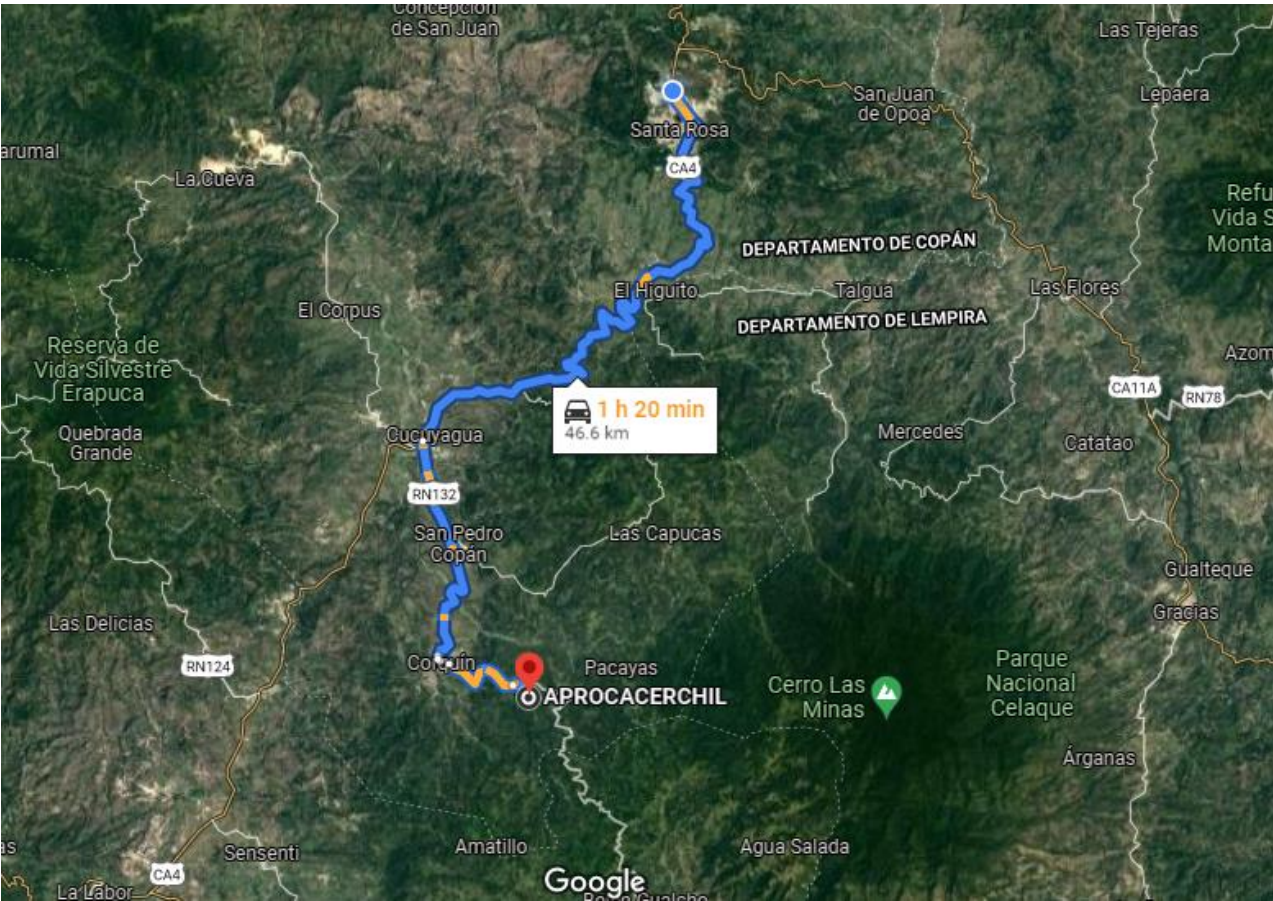 Concepción
de San Juan
Las Tejeras
San Juan
de Opoa
Lepaera
Santa Rosa
arumal
CA4
La Cueva
Refu
Vida S
Monta
DEPARTAMENTO DE COPÁN
El Higuito
Talgua
Las Flores
El Corpus
DEPARTAMENTO DE LEMPIRA
Reserva de
Vida Silvestre
Erapuca
Azom
CA11A
RN78
1 h 20 min
46.6 km
Quebrada
Grande
Cucuyagua
Mercedes
Catatao
RN132
San Pedro
Copán
Las Capucas
Gualteque
Gracias
Las Delicias
RN124
Corquín
Pacayas
APROCACERCHIL
Cerro Las
Minas
Parque
Nacional
Celaque
Árganas
as
Sensenti
Amatillo
Agua Salada
CA4
La Labor
Google